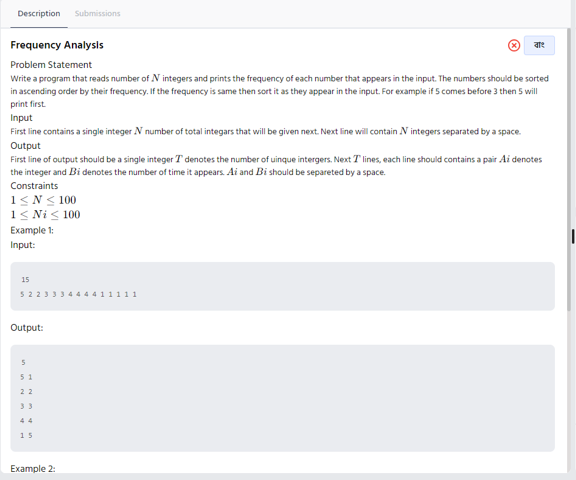 Description Submissions
Frequency Analysis
বাং
Problem Statement
Write a program that reads number of N integers and prints the frequency of each number that appears in the input. The numbers should be sorted
in ascending order by their frequency. If the frequency is same then sort it as they appear in the input. For example if 5 comes before 3 then 5 will
print first.
Input
First line contains a single integer N number of total integars that will be given next. Next line will contain N integers separated by a space.
Output
First line of output should be a single integer T denotes the number of uinque intergers. Next T lines, each line should contains a pair Ai denotes
the integer and Bi denotes the number of time it appears. Ai and Bi should be separeted by a space.
Constraints
1 ≤ N ≤ 100
1 ≤ Ni ≤ 100
Example 1:
Input:
15
5 2 2 3 3 3 4 4 4 4 1 1 1 1 1
Output:
5
5 1
2 2
3 3
4 4
1 5
Example 2: